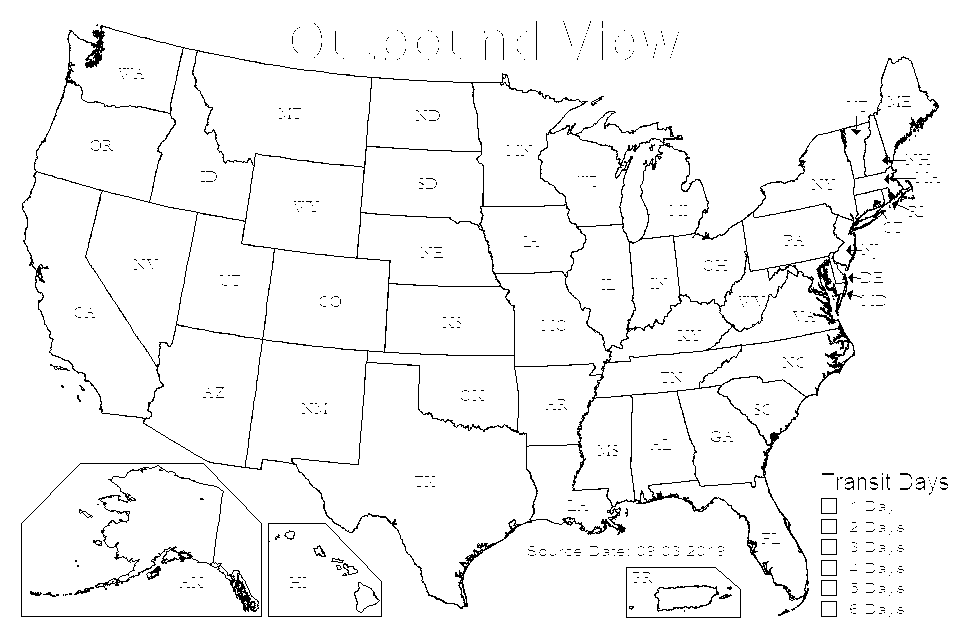 Outbound View
WA
MT
ND
MN
ME
OR
ID
SD
WI
NH
WY
MI
NY
RI
CT
NV
NE
IA
PA
NJ
UT
CO
IL
IN
OH
DE
MD
CA
KS
MO
WV
VA
KY
AZ
NM
OK
AR
TN
NC
SC
MS
AL
GA
TX
LA
FL
AK
HI
PR
Source Date: 09.03.2019
Transit Days
1 Day
2 Days
3 Days
4 Days
5 Days
6 Days